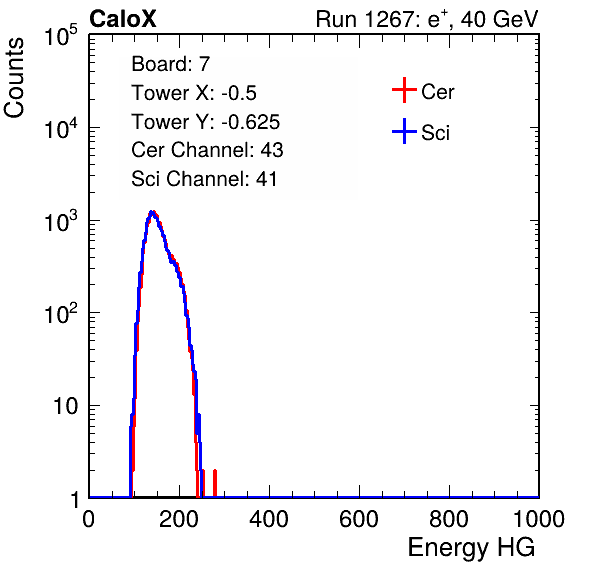 CaloX Run 1267: e⁺, 40 GeV
Counts
10⁵
10⁴
10³
10²
10
1
Board: 7
Tower X: -0.5
Tower Y: -0.625
Cer Channel: 43
Sci Channel: 41
Cer
Sci
0 200 400 600 800 1000
Energy HG